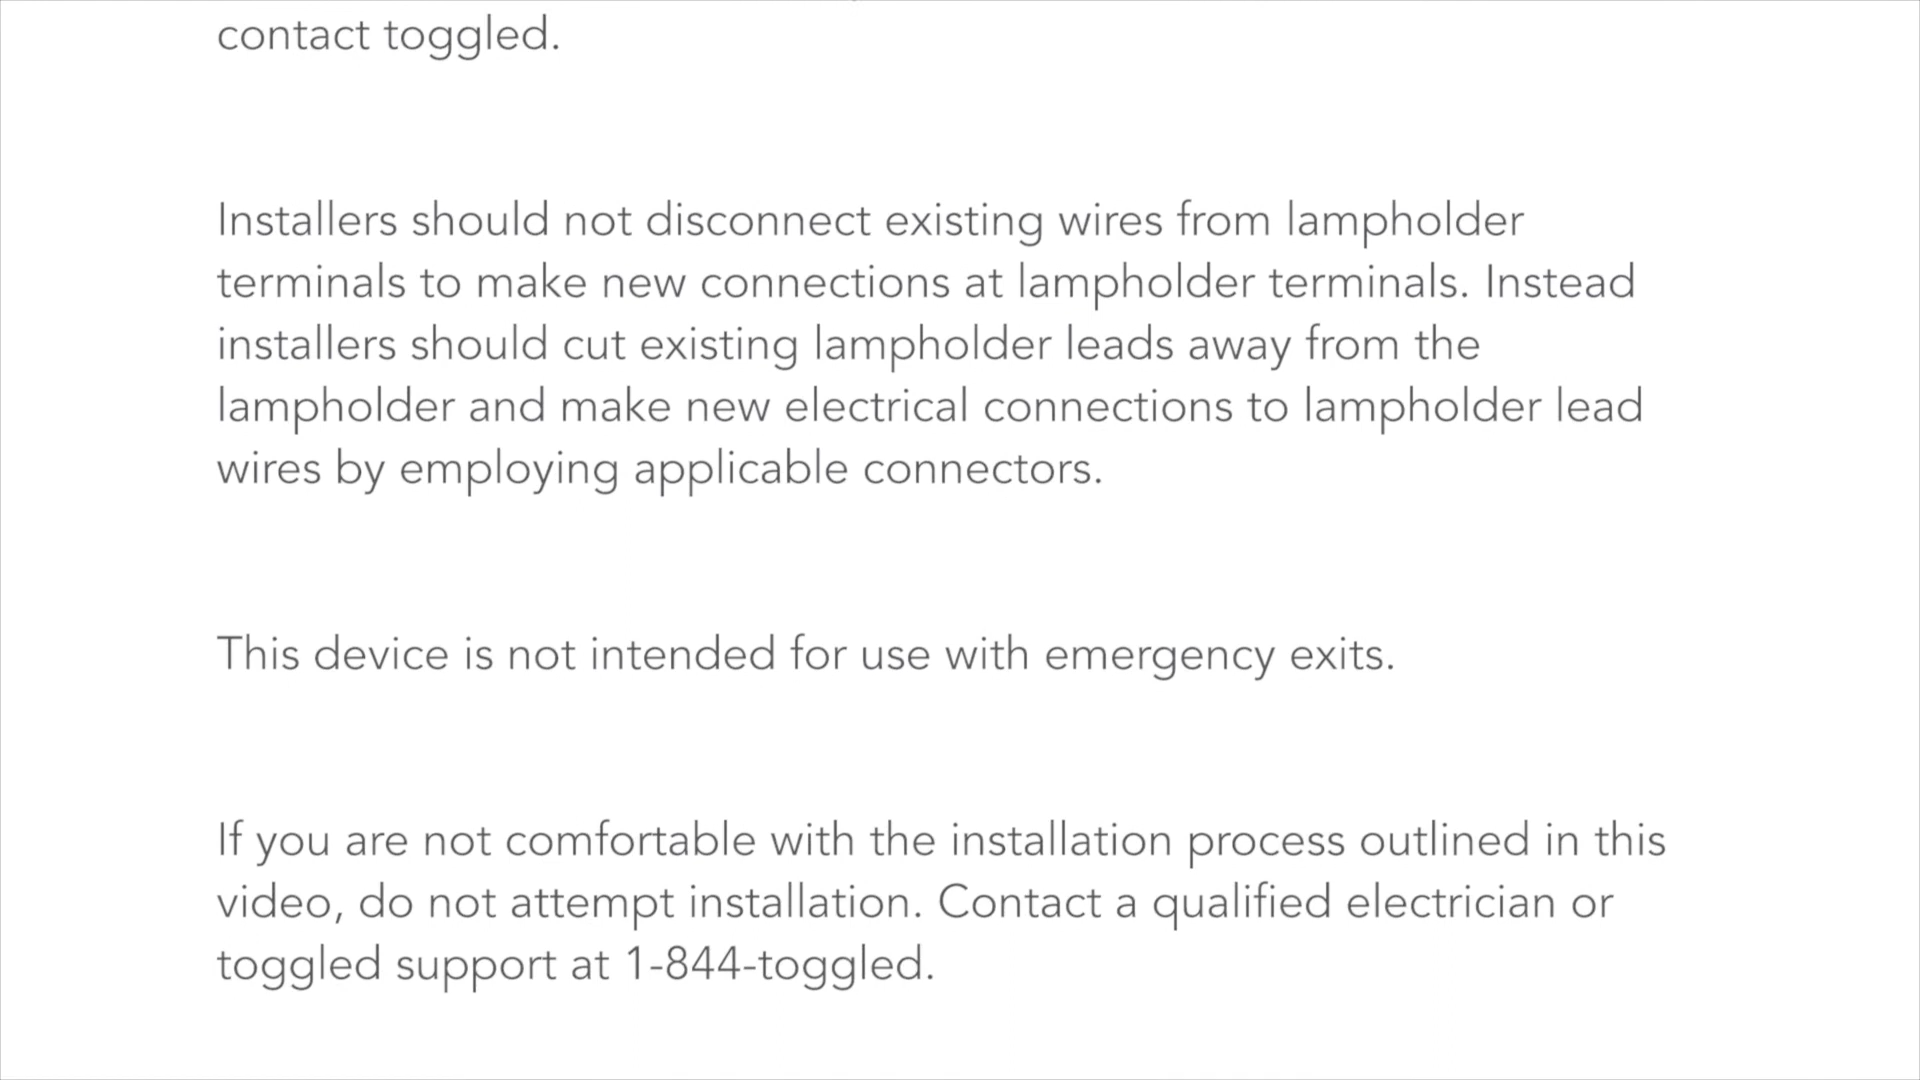 contact toggled.
Installers should not disconnect existing wires from lampholder
terminals to make new connections at lampholder terminals. Instead
installers should cut existing lampholder leads away from the
lampholder and make new electrical connections to lampholder lead
wires by employing applicable connectors.
This device is not intended for use with emergency exits.
If you are not comfortable with the installation process outlined in this
video, do not attempt installation. Contact a qualified electrician or
toggled support at 1-844-toggled.